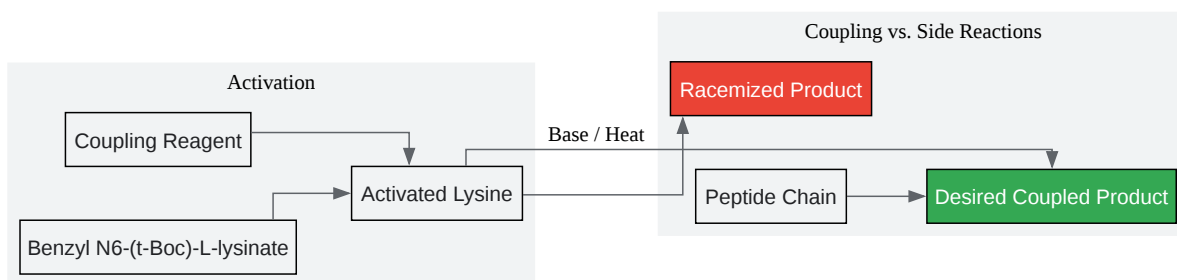 Coupling vs. Side Reactions
Activation
Racemized Product
Coupling Reagent
Base / Heat
Activated Lysine
Peptide Chain
Desired Coupled Product
Benzyl N6-(t-Boc)-L-lysinate